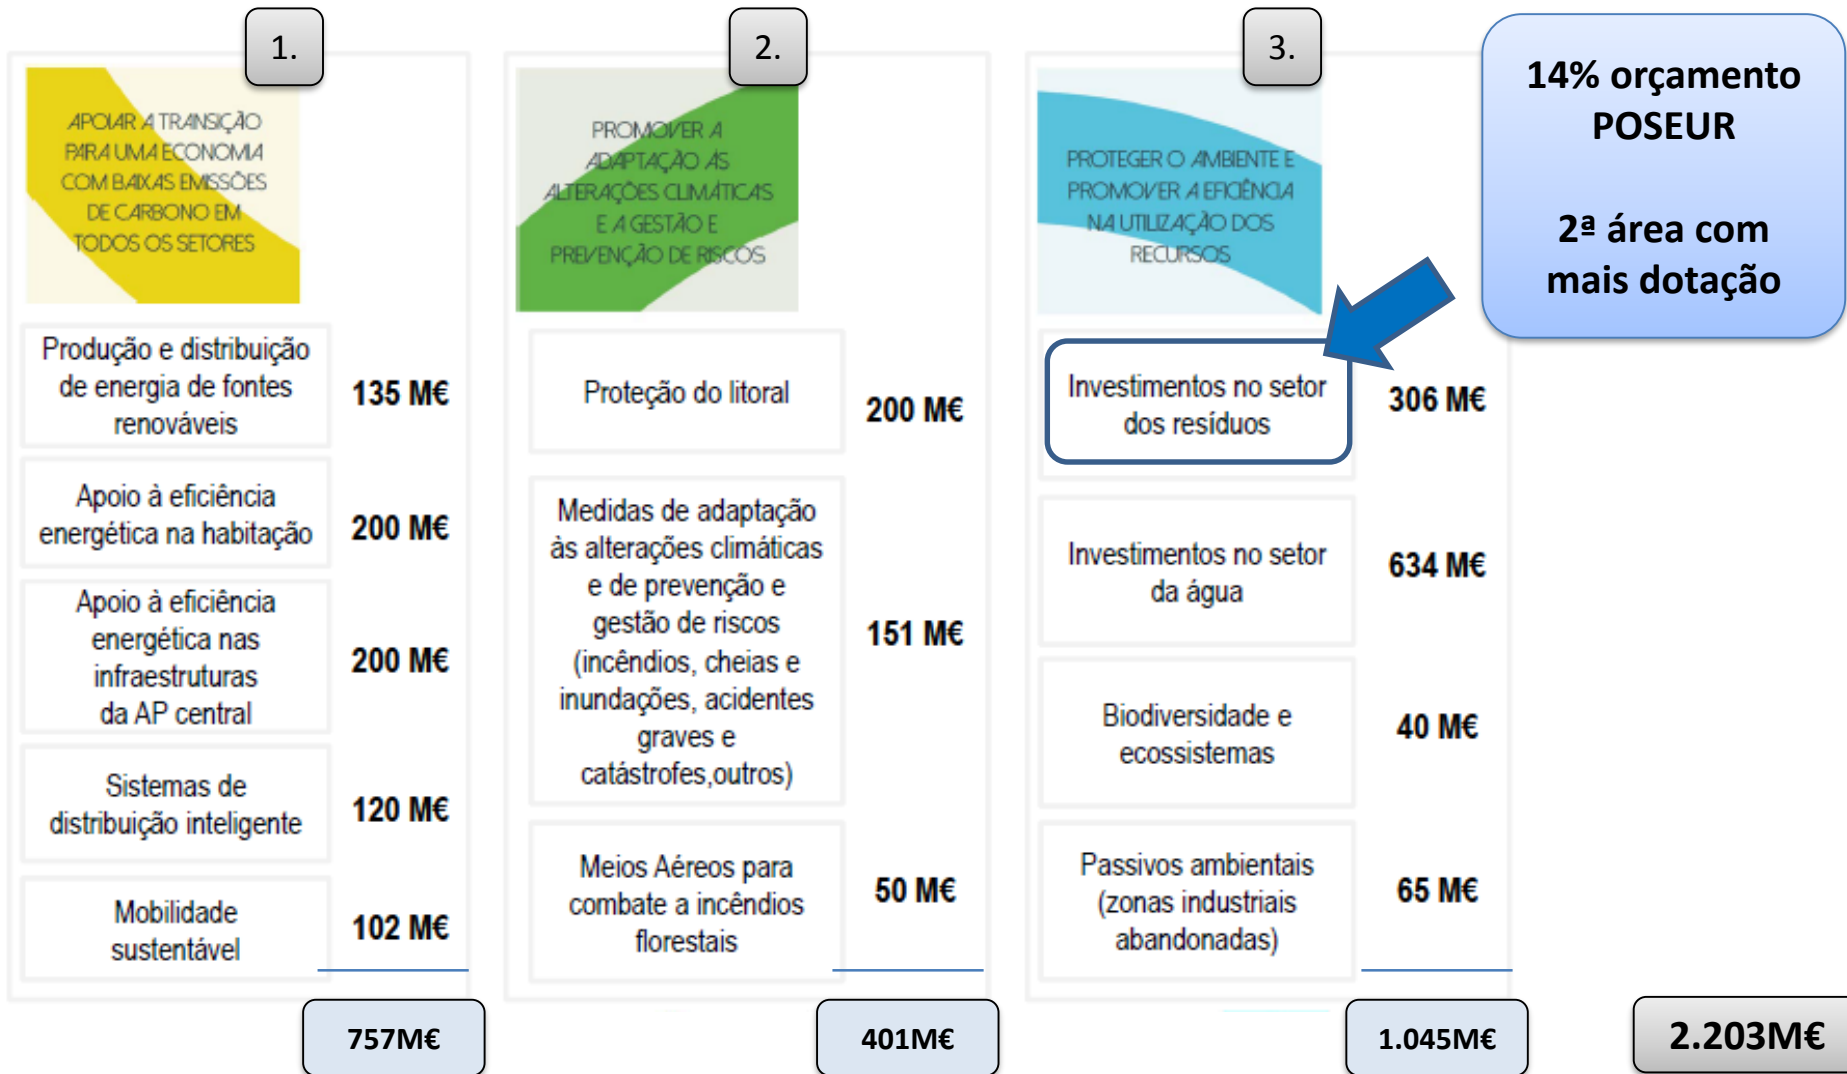 1.
APOIAR A TRANSIÇÃO
PARA UMA ECONOMIA
COM BAIXAS EMISSÕES
DE CARBONO EM
TODOS OS SETORES
Produção e distribuição
de energia de fontes
renováveis
135 M€
Apoio à eficiência
energética na habitação
200 M€
Apoio à eficiência
energética nas
infraestruturas
da AP central
200 M€
Sistemas de
distribuição inteligente
120 M€
Mobilidade
sustentável
102 M€
757M€
2.
PROMOVER A
ADAPTAÇÃO ÀS
ALTERAÇÕES CLIMÁTICAS
E A GESTÃO E
PREVENÇÃO DE RISCOS
Proteção do litoral
200 M€
Medidas de adaptação
às alterações climáticas
e de prevenção e
gestão de riscos
(incêndios, cheias e
inundações, acidentes
graves e
catástrofes,outros)
151 M€
Meios Aéreos para
combate a incêndios
florestais
50 M€
401M€
3.
PROTEGER O AMBIENTE E
PROMOVER A EFICIÊNCIA
NA UTILIZAÇÃO DOS
RECURSOS
Investimentos no setor
dos resíduos
306 M€
Investimentos no setor
da água
634 M€
Biodiversidade e
ecossistemas
40 M€
Passivos ambientais
(zonas industriais
abandonadas)
65 M€
1.045M€
14% orçamento
POSEUR
2ª área com
mais dotação
2.203M€